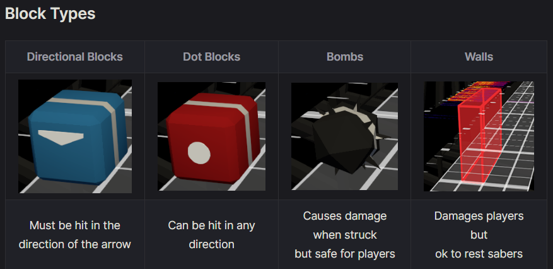 Block Types
Directional Blocks
Dot Blocks
Bombs
Walls
Must be hit in the
direction of the arrow
Can be hit in any
direction
Causes damage
when struck
but safe for players
Damages players
but
ok to rest sabers